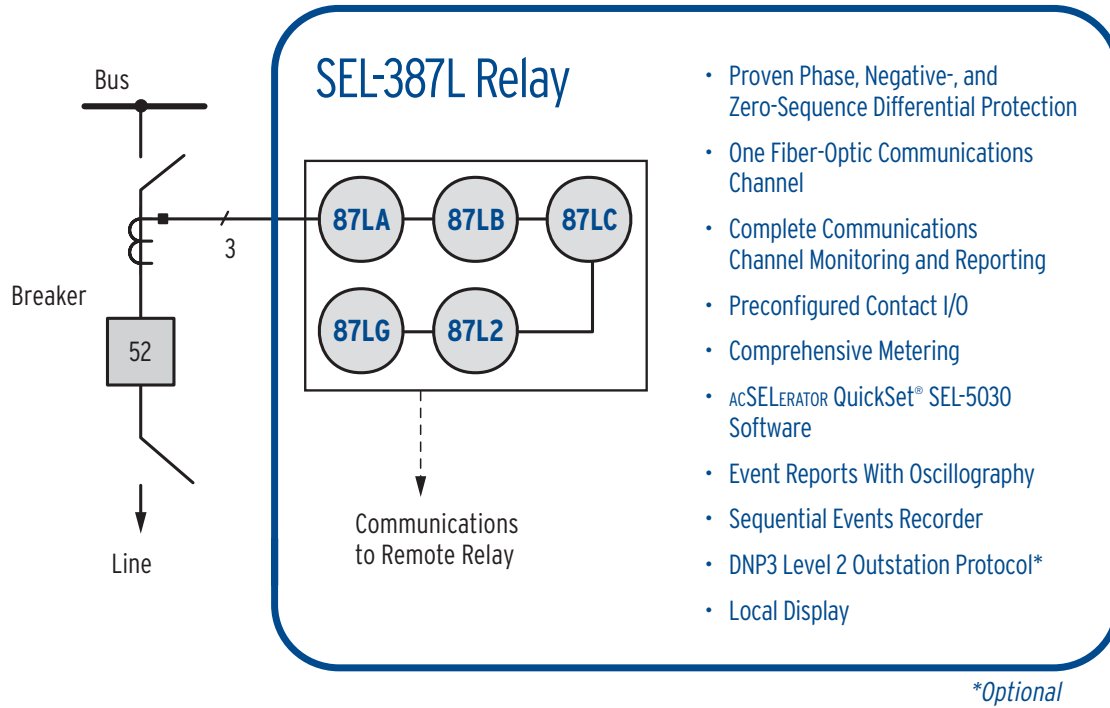 SEL-387L Relay
Bus
Breaker
52
Line
3
87LA
87LB
87LC
87LG
87L2
Communications
to Remote Relay
• Proven Phase, Negative-, and
Zero-Sequence Differential Protection
• One Fiber-Optic Communications
Channel
• Complete Communications
Channel Monitoring and Reporting
• Preconfigured Contact I/O
• Comprehensive Metering
• ACSELERATOR QuickSet® SEL-5030
Software
• Event Reports With Oscillography
• Sequential Events Recorder
• DNP3 Level 2 Outstation Protocol*
• Local Display
*Optional